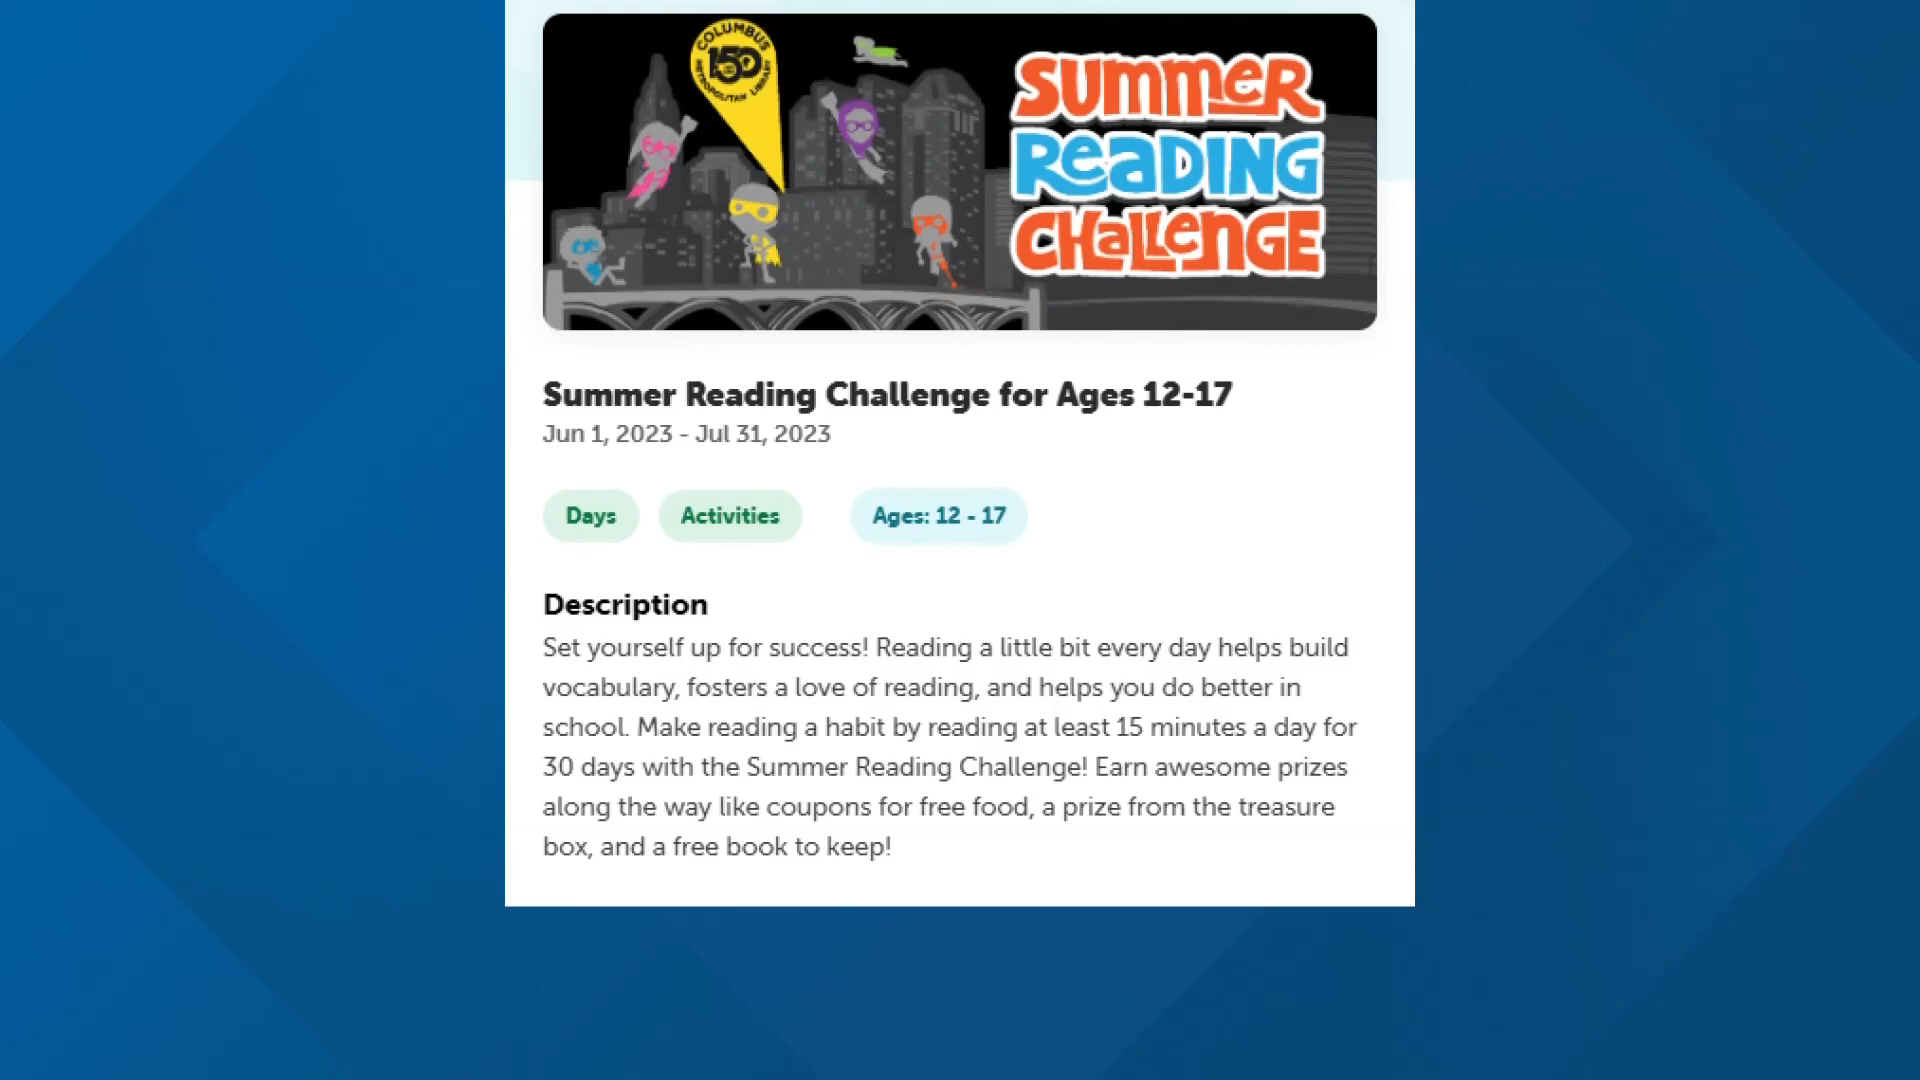 COLUMBUS
150
METROPOLITAN LIBRARY
SUMMER
READING
CHALLENGE
Summer Reading Challenge for Ages 12-17
Jun 1, 2023 - Jul 31, 2023
Days
Activities
Ages: 12 - 17
Description
Set yourself up for success! Reading a little bit every day helps build
vocabulary, fosters a love of reading, and helps you do better in
school. Make reading a habit by reading at least 15 minutes a day for
30 days with the Summer Reading Challenge! Earn awesome prizes
along the way like coupons for free food, a prize from the treasure
box, and a free book to keep!